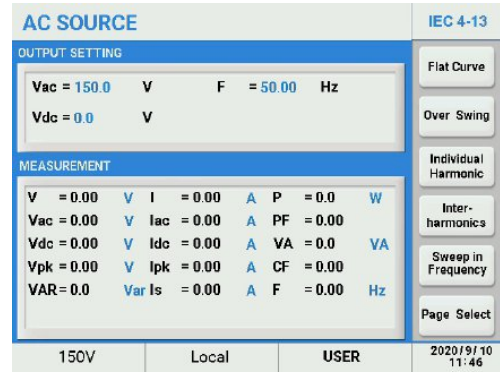 AC SOURCE
IEC 4-13
OUTPUT SETTING
Vac = 150.0 V F = 50.00 Hz
Vdc = 0.0 V
MEASUREMENT
V = 0.00 V I = 0.00 A P = 0.0 W
Vac = 0.00 V Iac = 0.00 A PF = 0.00
Vdc = 0.00 V Idc = 0.00 A VA = 0.0 VA
Vpk = 0.00 V Ipk = 0.00 A CF = 0.00
VAR= 0.0 Var Is = 0.00 A F = 0.00 Hz
Flat Curve
Over Swing
Individual
Harmonic
Inter-
harmonics
Sweep in
Frequency
Page Select
150V Local USER
2020/9/10
11:46